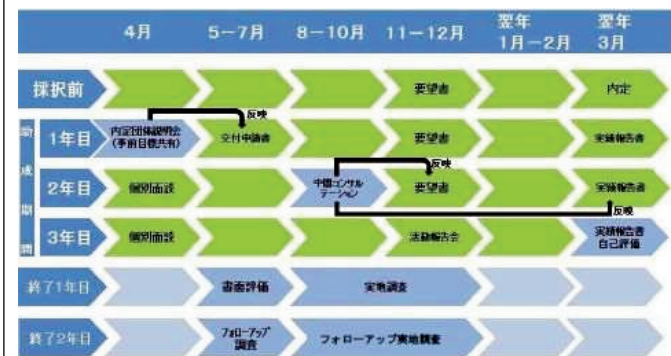 4月
5－7月
8－10月
11－12月
翌年
1月－2月
翌年
3月
採択前
要望書
内定
助成期間
1年目
内定団体説明会
(事前目標共有)
反映
交付申請書
要望書
実績報告書
2年目
個別面談
中間コンサル
テーション
反映
要望書
実績報告書
3年目
個別面談
活動報告会
反映
実績報告書
自己評価
終了1年目
書面評価
実地調査
終了2年目
フォローアップ
調査
フォローアップ実地調査